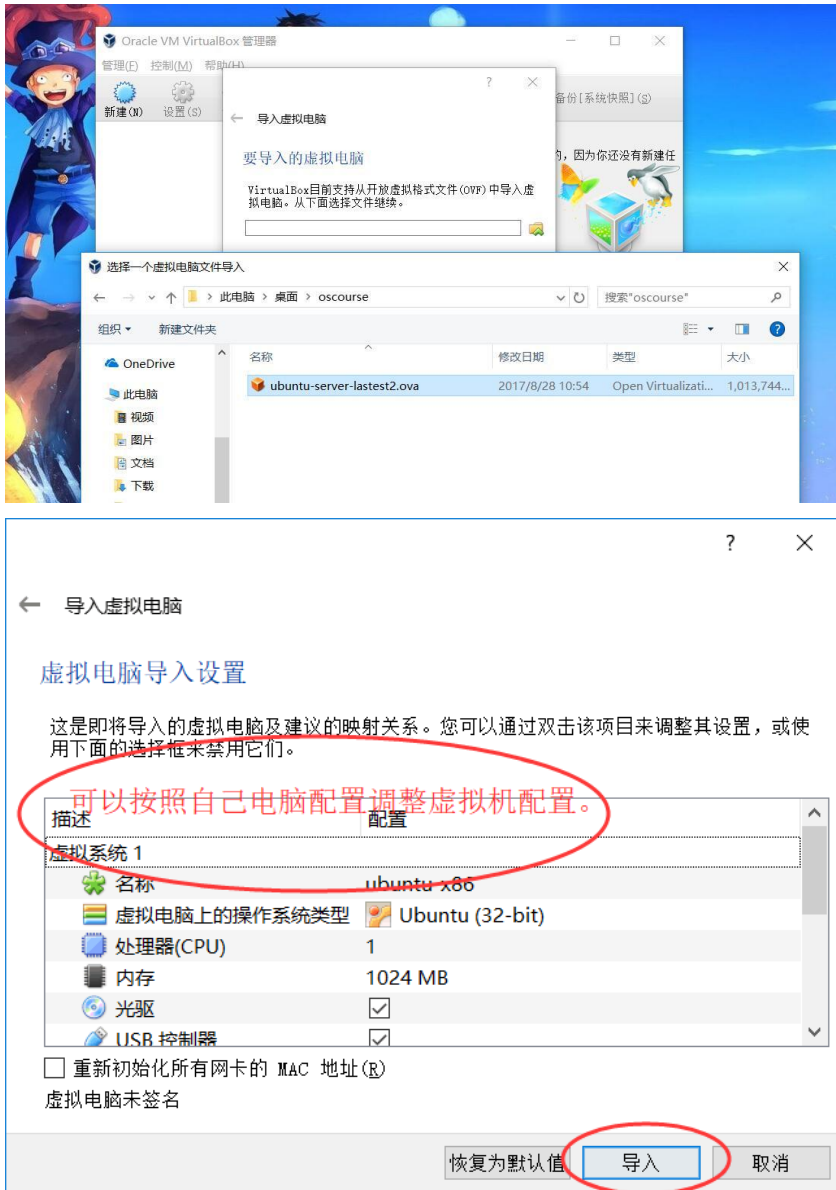 Oracle VM VirtualBox 管理器
管理(F) 控制(M) 帮助(H)
新建(N) 设置(S) 备份[系统快照](S)
? ×
← 导入虚拟电脑
要导入的虚拟电脑
VirtualBox目前支持从开放虚拟格式文件(OVF)中导入虚
拟电脑。从下面选择文件继续。
的，因为你还没有新建任
选择一个虚拟电脑文件导入
此电脑 > 桌面 > oscourse
搜索"oscourse"
组织 新建文件夹
名称 修改日期 类型 大小
ubuntu-server-lastest2.ova 2017/8/28 10:54 Open Virtualizati... 1,013,744...
OneDrive
此电脑
视频
图片
文档
下载
? ×
← 导入虚拟电脑
虚拟电脑导入设置
这是即将导入的虚拟电脑及建议的映射关系。您可以通过双击该项目来调整其设置，或使
用下面的选择框来禁用它们。
可以按照自己电脑配置调整虚拟机配置。
描述 配置
虚拟系统 1
名称 ubuntu-x86
虚拟电脑上的操作系统类型 Ubuntu (32-bit)
处理器(CPU) 1
内存 1024 MB
光驱
USB 控制器
重新初始化所有网卡的 MAC 地址(R)
虚拟电脑未签名
恢复为默认值 导入 取消